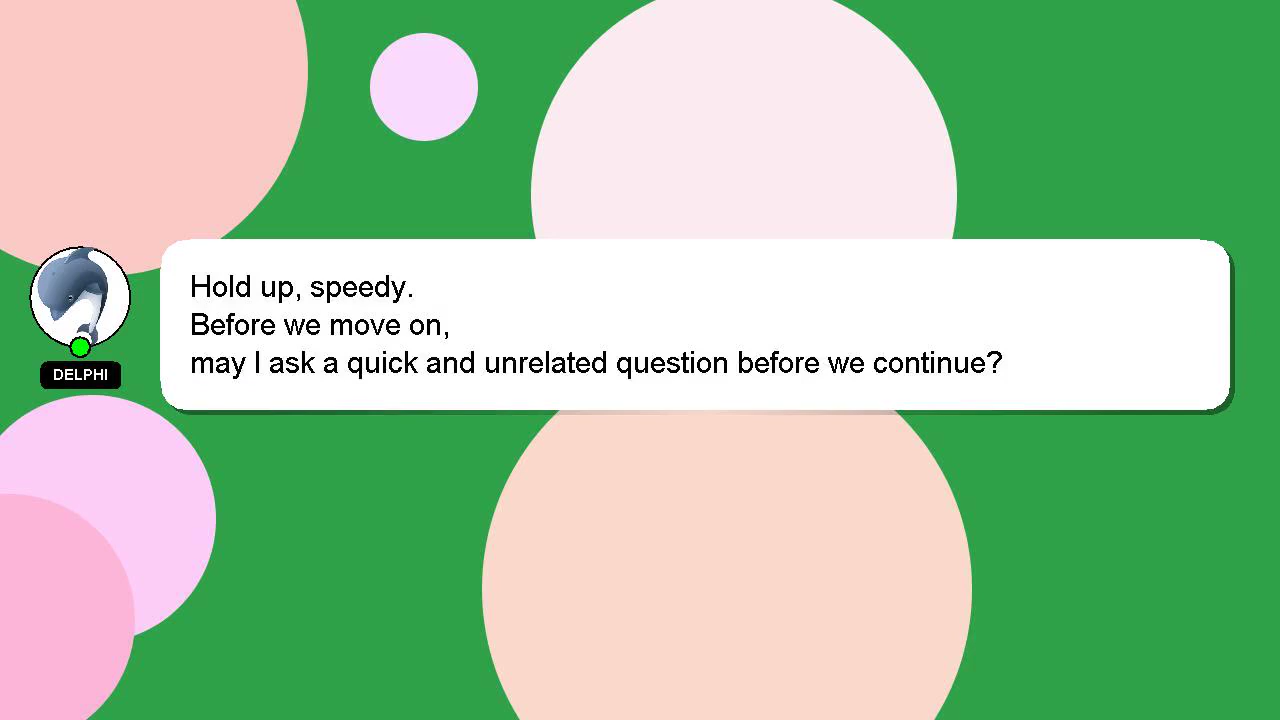 Hold up, speedy.
Before we move on,
may I ask a quick and unrelated question before we continue?
DELPHI